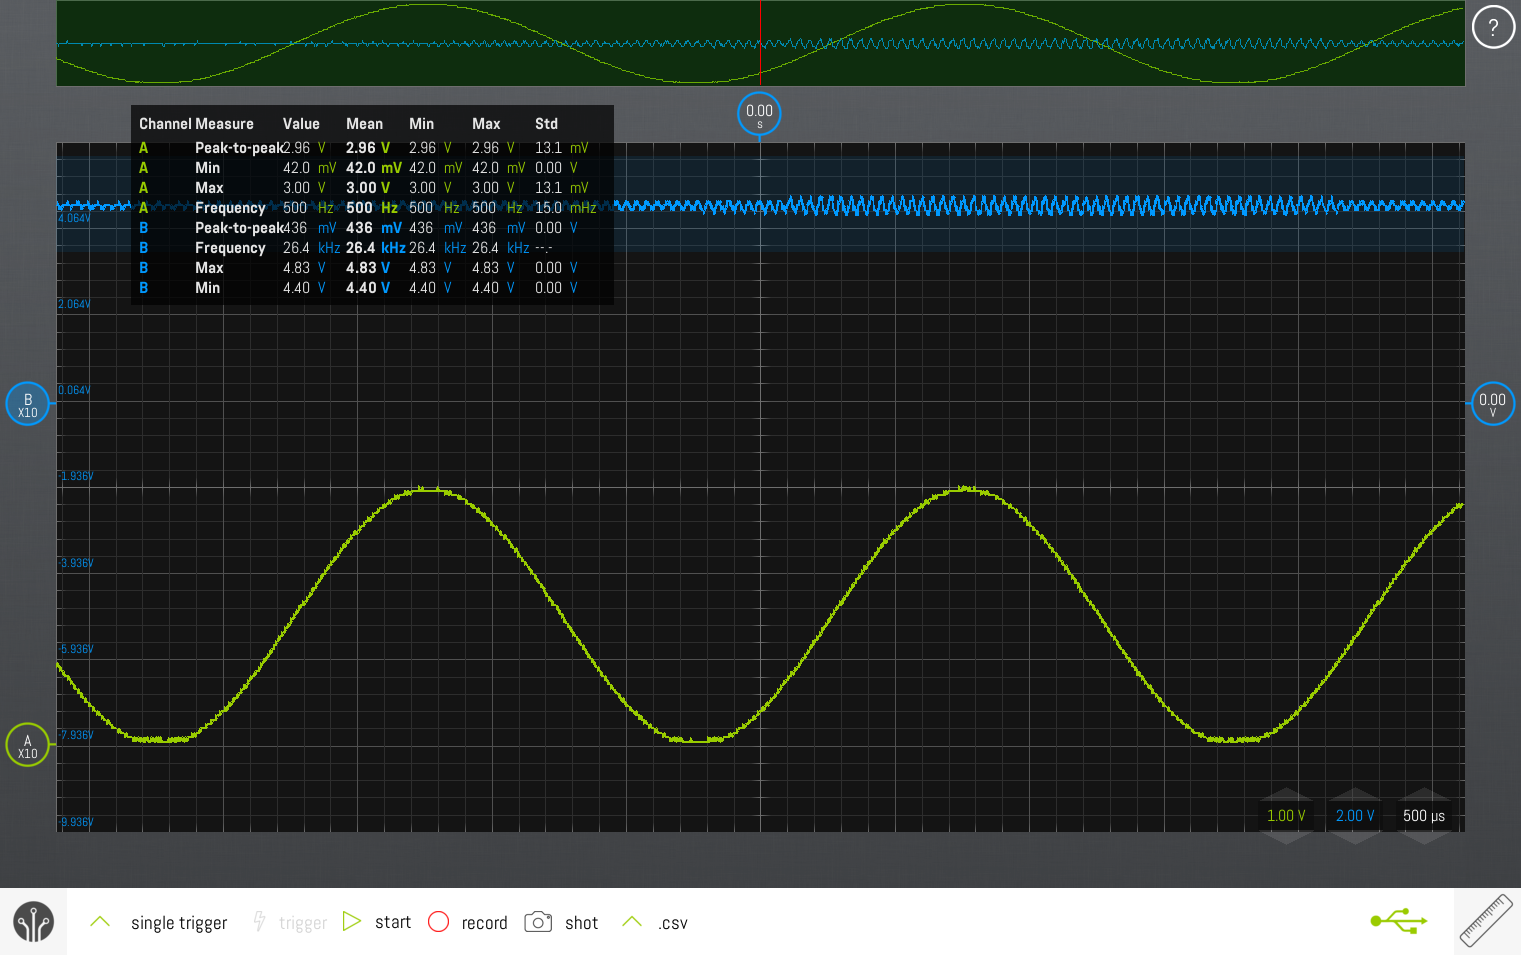 ?
0.00
s
Channel Measure Value Mean Min Max Std
A Peak-to-peak 2.96 V 2.96 V 2.96 V 2.96 V 13.1 mV
A Min 42.0 mV 42.0 mV 42.0 mV 42.0 mV 0.00 V
A Max 3.00 V 3.00 V 3.00 V 3.00 V 13.1 mV
A Frequency 500 Hz 500 Hz 500 Hz 500 Hz 15.0 mHz
B Peak-to-peak 436 mV 436 mV 436 mV 436 mV 0.00 V
B Frequency 26.4 kHz 26.4 kHz 26.4 kHz 26.4 kHz --.-
B Max 4.83 V 4.83 V 4.83 V 4.83 V 0.00 V
B Min 4.40 V 4.40 V 4.40 V 4.40 V 0.00 V
4.064V
2.064V
0.064V
B
X10
0.00
V
-1.936V
-3.936V
-5.936V
-7.936V
A
X10
-9.936V
1.00 V 2.00 V 500 µs
single trigger trigger start record shot .csv